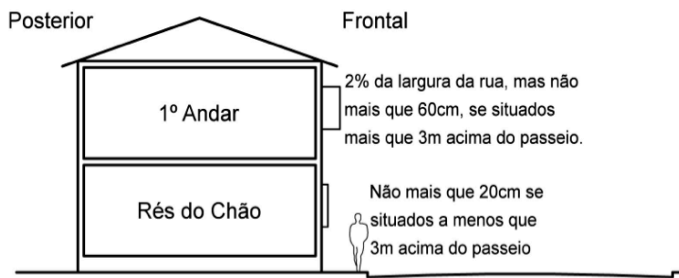 Posterior
Frontal
2% da largura da rua, mas não
mais que 60cm, se situados
mais que 3m acima do passeio.
1º Andar
Não mais que 20cm se
situados a menos que
3m acima do passeio
Rés do Chão